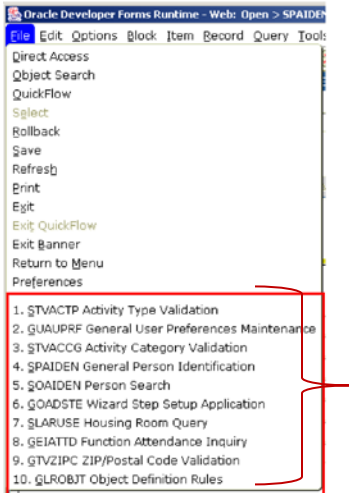 Oracle Developer Forms Runtime - Web: Open > SPAIDEN
File Edit Options Block Item Record Query Tools
Direct Access
Object Search
QuickFlow
Select
Rollback
Save
Refresh
Print
Exit
Exit QuickFlow
Exit Banner
Return to Menu
Preferences
1. STVACTP Activity Type Validation
2. GUAUPRF General User Preferences Maintenance
3. STVACCG Activity Category Validation
4. SPAIDEN General Person Identification
5. SOAIDEN Person Search
6. GOADSTE Wizard Step Setup Application
7. SLARUSE Housing Room Query
8. GEIATTD Function Attendance Inquiry
9. GTVZIPC ZIP/Postal Code Validation
10. GLROBJT Object Definition Rules